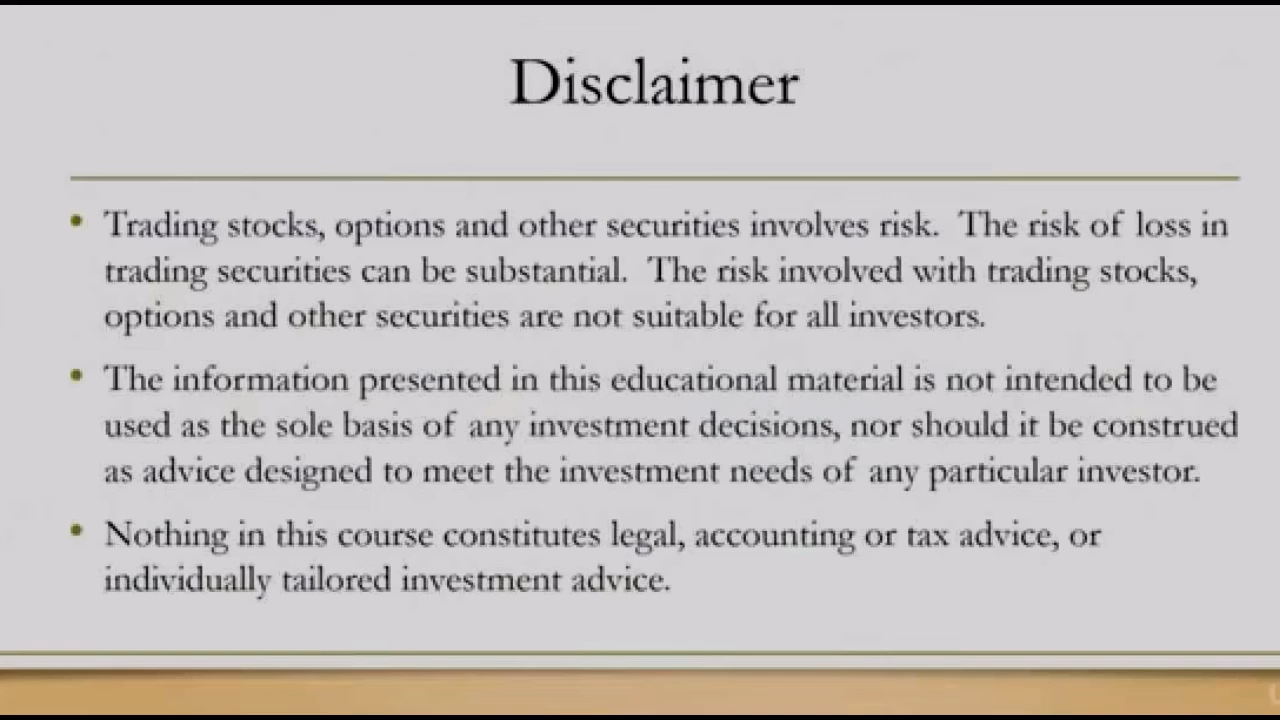 Disclaimer
• Trading stocks, options and other securities involves risk.  The risk of loss in
trading securities can be substantial.  The risk involved with trading stocks,
options and other securities are not suitable for all investors.
• The information presented in this educational material is not intended to be
used as the sole basis of any investment decisions, nor should it be construed
as advice designed to meet the investment needs of any particular investor.
• Nothing in this course constitutes legal, accounting or tax advice, or
individually tailored investment advice.